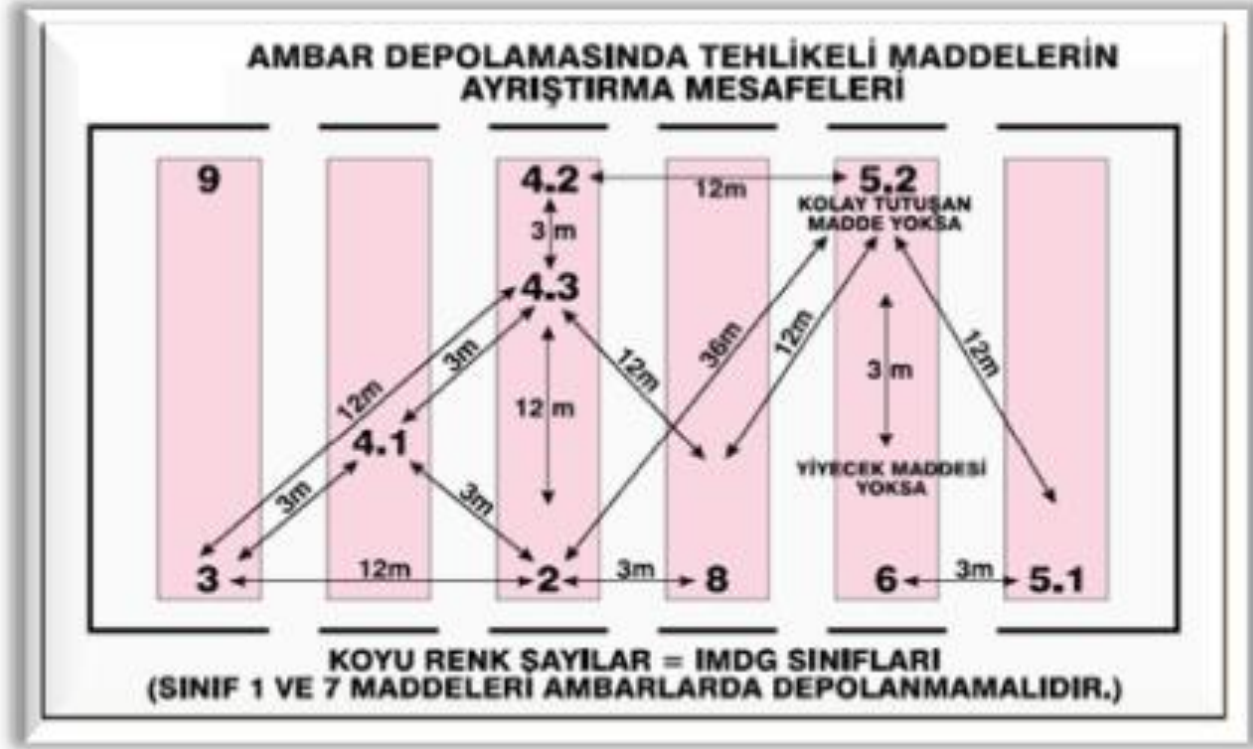 AMBAR DEPOLAMASINDA TEHLİKELİ MADDELERİN
AYRIŞTIRMA MESAFELERİ
9
4.2
12m
5.2
KOLAY TUTUŞAN
MADDE YOKSA
3 m
4.3
12m
3m
12 m
12m
36m
12m
3 m
12m
4.1
3m
3m
YİYECEK MADDESİ
YOKSA
3
12m
2
3m
8
6
3m
5.1
KOYU RENK SAYILAR = IMDG SINIFLARI
(SINIF 1 VE 7 MADDELERİ AMBARLARDA DEPOLANMAMALIDIR.)